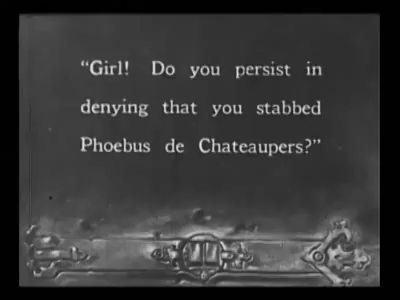 “Girl! Do you persist in
denying that you stabbed
Phoebus de Chateaupers?”